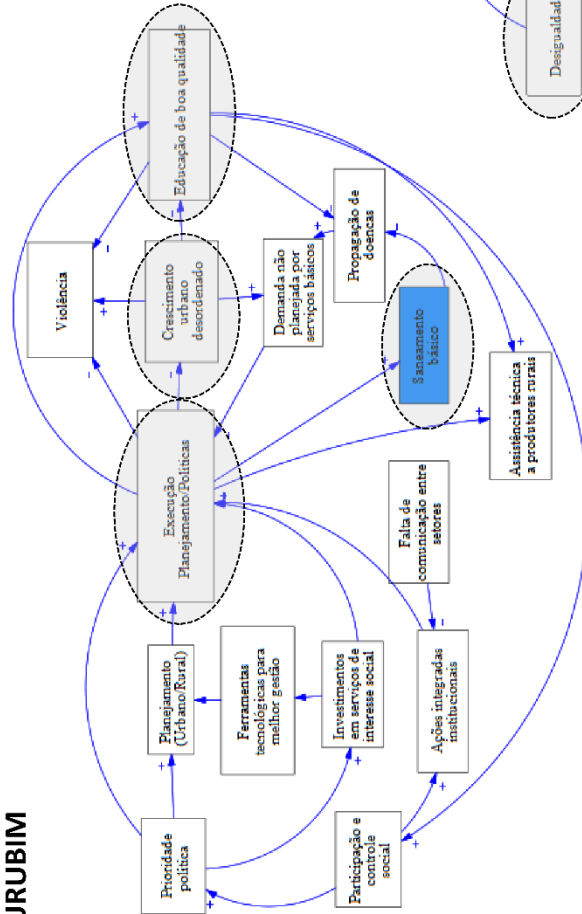 URUBIM
Prioridade
política
Planejamento
(Urbano/Rural)
Execução
Planejamento/Políticas
Crescimento
urbano
desordenado
Violência
Educação de boa qualidade
Ferramentas
tecnológicas para
melhor gestão
Investimentos
em serviços de
interesse social
Participação e
controle
social
Ações integradas
institucionais
Falta de
comunicação entre
setores
Demanda não
planejada por
serviços básicos
Propagação de
doencas
Saneamento
básico
Assistência técnica
a produtores rurais
Desigualdad